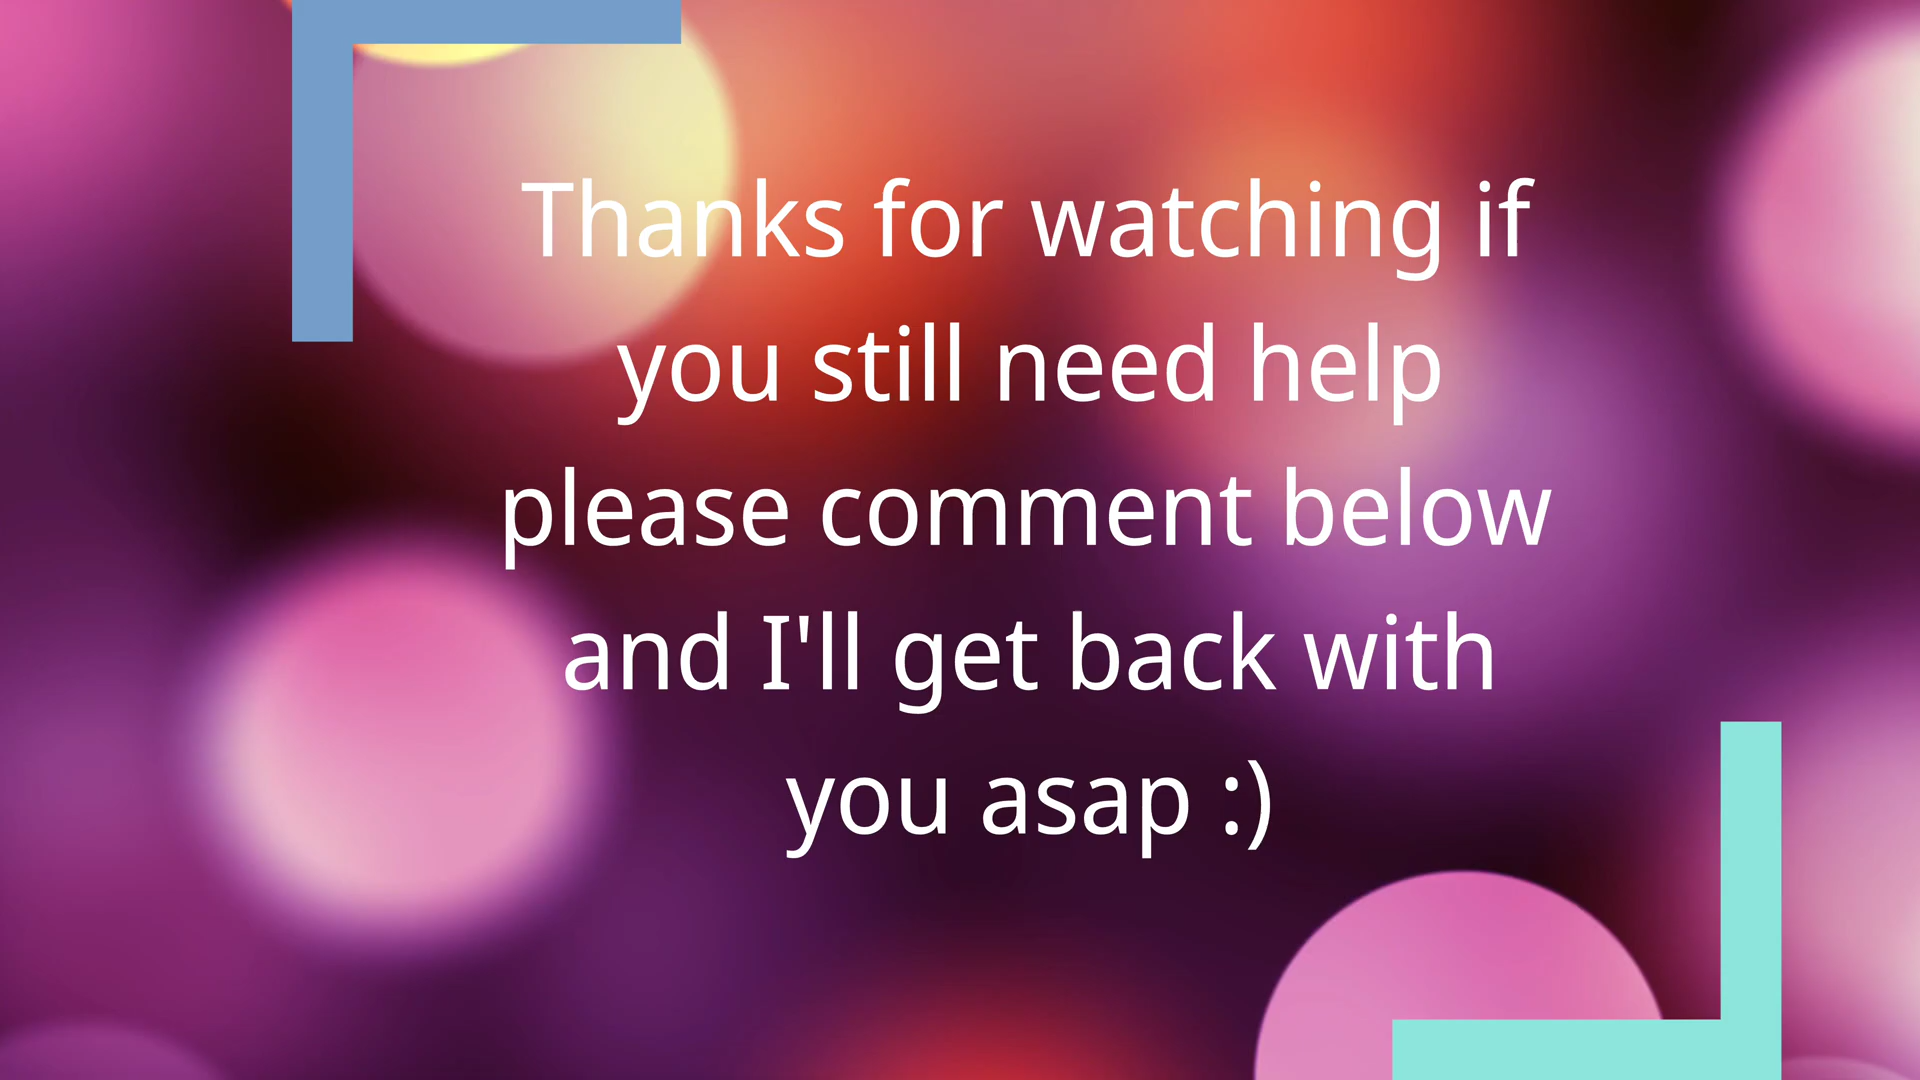 Thanks for watching if
you still need help
please comment below
and I'll get back with
you asap :)